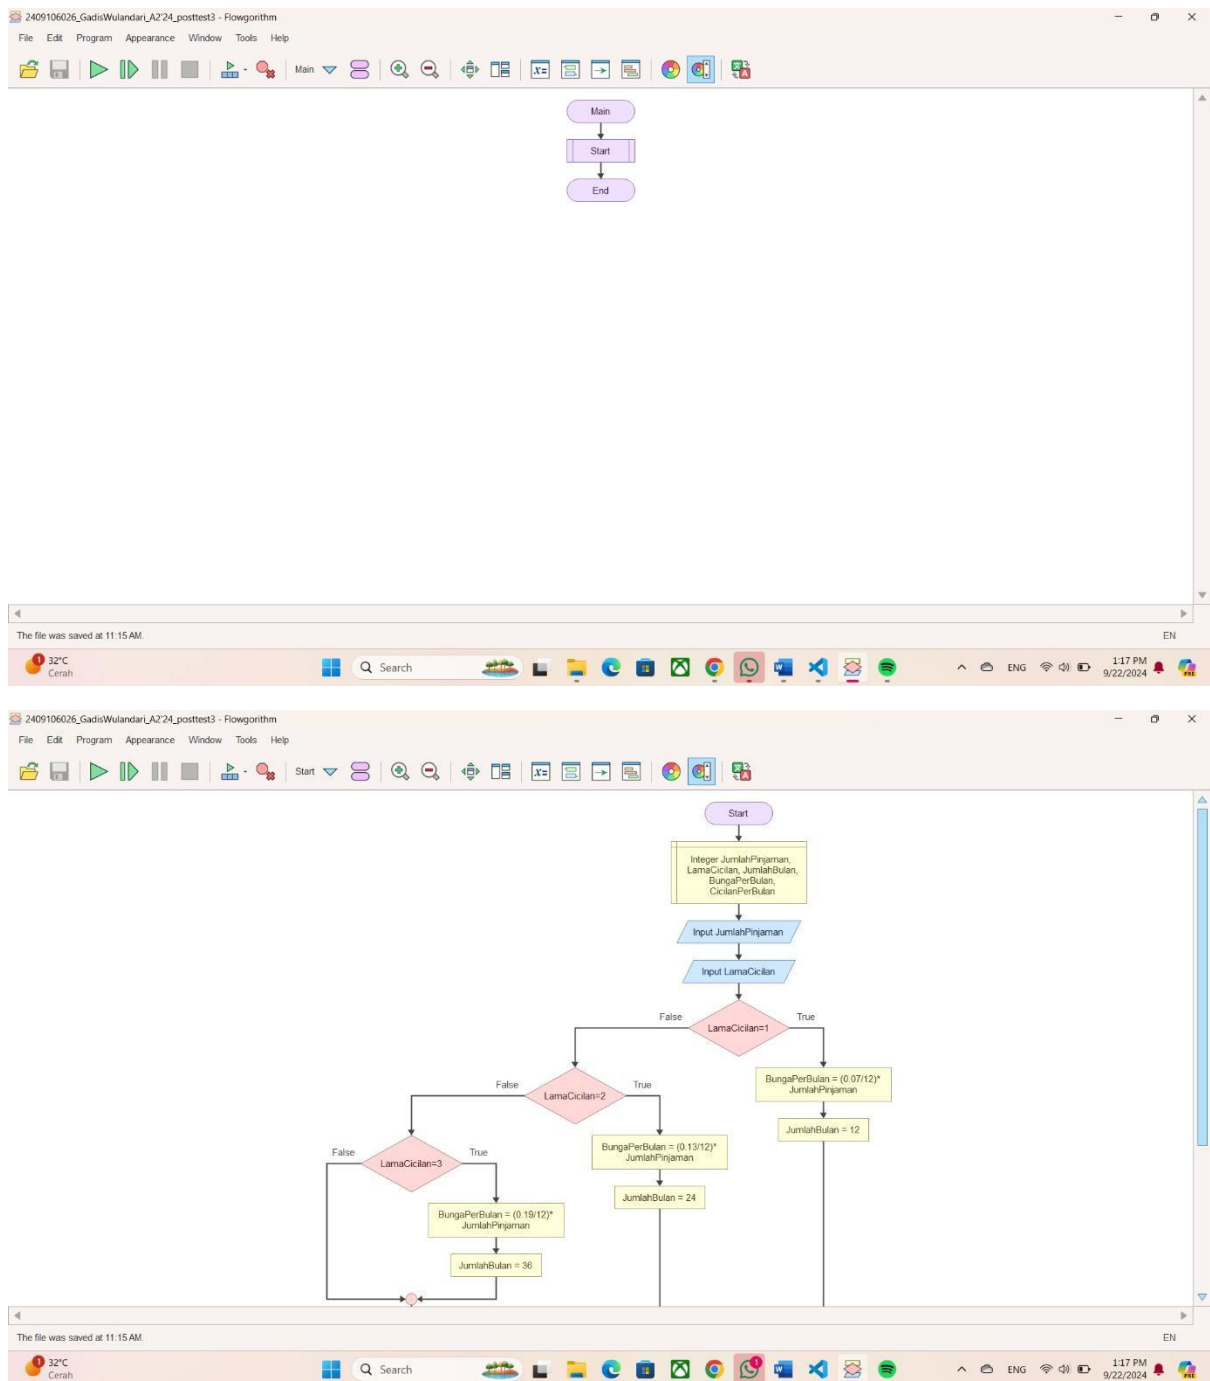 2409106026_GadisWulandari_A2'24_posttest3 - Flowgorithm
File Edit Program Appearance Window Tools Help
Main
Main
Start
End
The file was saved at 11:15 AM.
EN
1
32°C
Cerah
Search
ENG
1:17 PM
9/22/2024
PRE
2409106026_GadisWulandari_A2'24_posttest3 - Flowgorithm
File Edit Program Appearance Window Tools Help
Start
Start
Integer JumlahPinjaman,
LamaCicilan, JumlahBulan,
BungaPerBulan,
CicilanPerBulan
Input JumlahPinjaman
Input LamaCicilan
False
True
LamaCicilan=1
BungaPerBulan = (0.07/12)*
JumlahPinjaman
JumlahBulan = 12
False
True
LamaCicilan=2
BungaPerBulan = (0.13/12)*
JumlahPinjaman
JumlahBulan = 24
False
True
LamaCicilan=3
BungaPerBulan = (0.19/12)*
JumlahPinjaman
JumlahBulan = 36
The file was saved at 11:15 AM.
EN
1
32°C
Cerah
Search
ENG
1:17 PM
9/22/2024
PRE